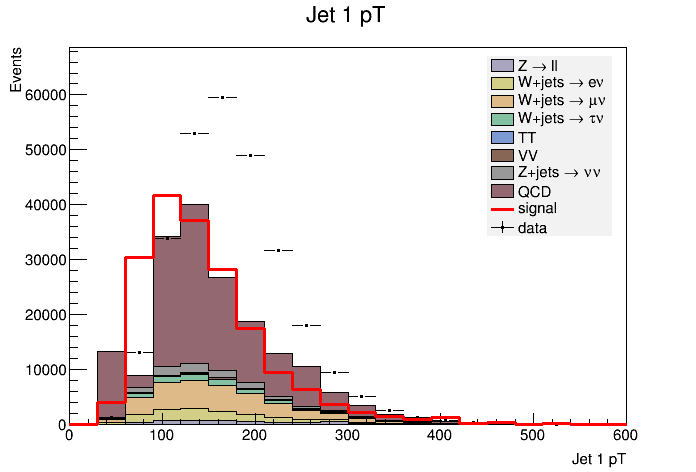 Jet 1 pT
Events
60000
50000
40000
30000
20000
10000
0
0 100 200 300 400 500 600
Jet 1 pT
Z → ll
W+jets → eν
W+jets → μν
W+jets → τν
TT
VV
Z+jets → νν
QCD
signal
data